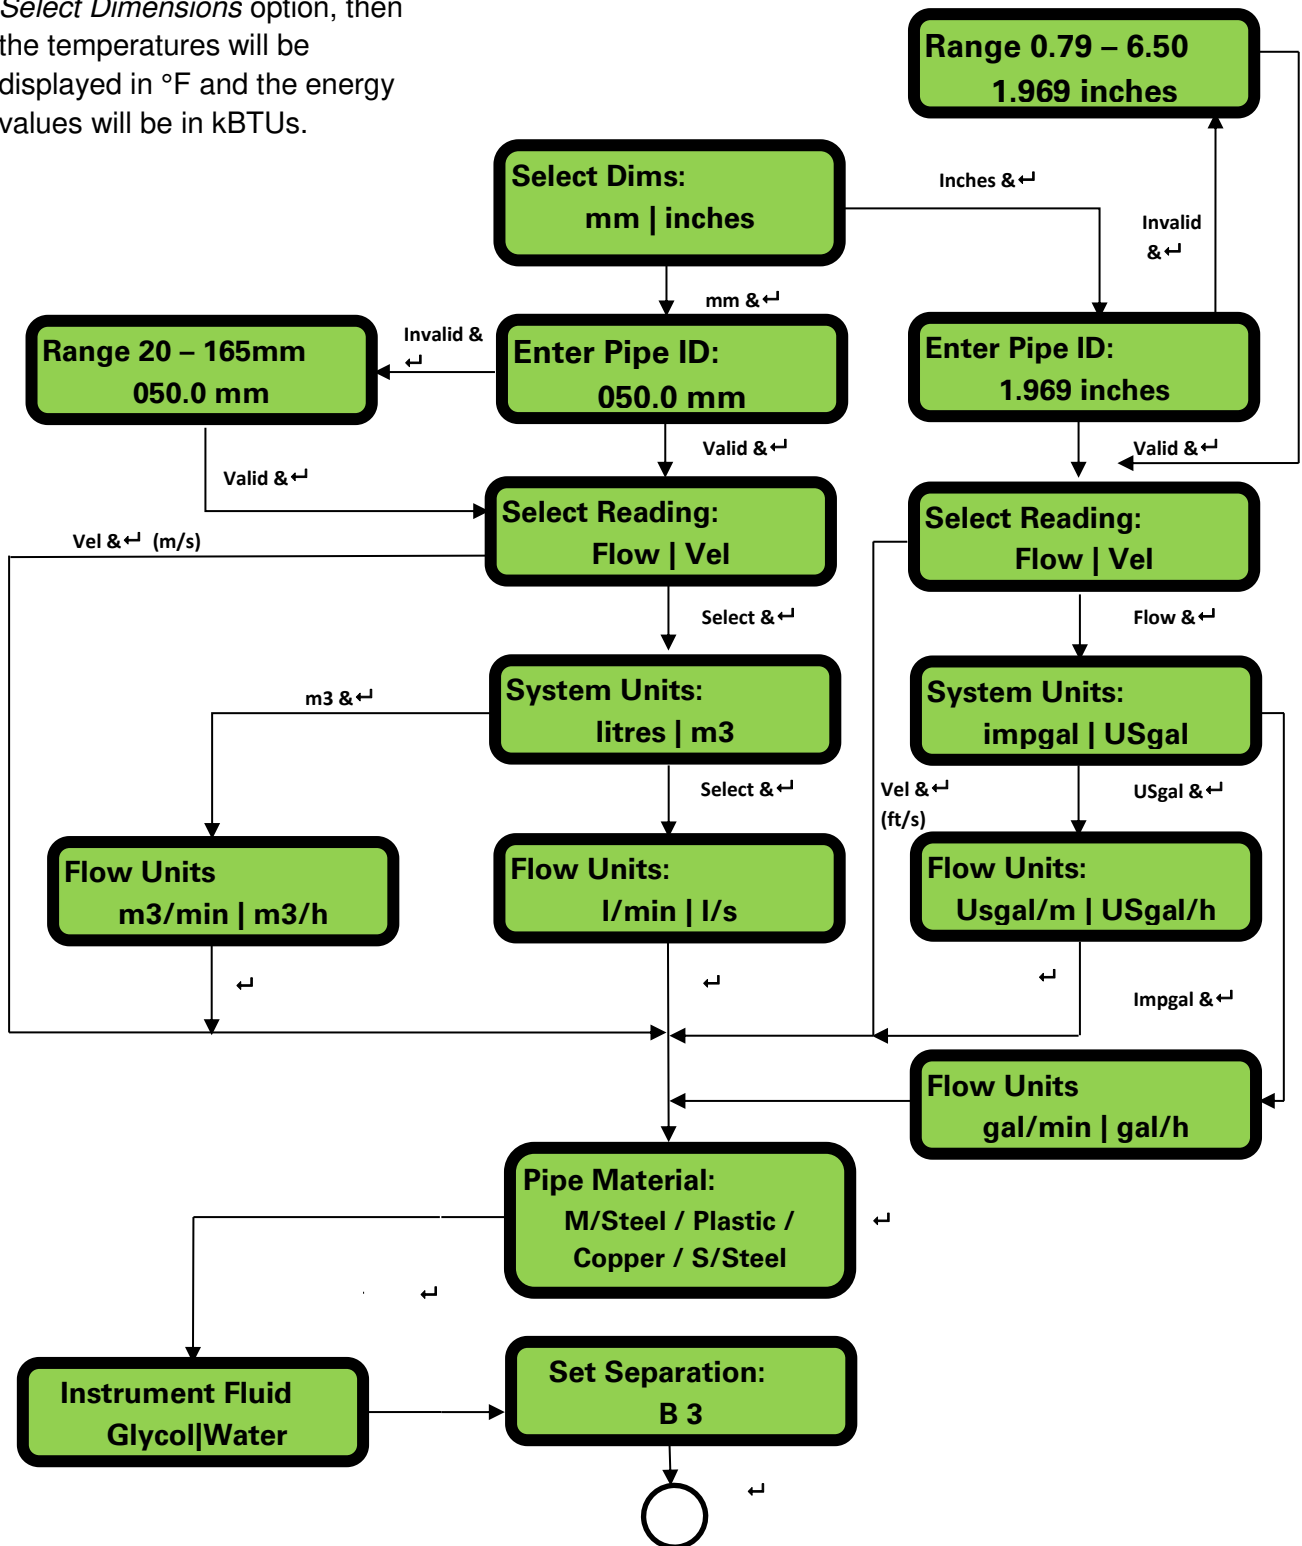 Select Dimensions option, then
the temperatures will be
displayed in °F and the energy
values will be in kBTUs.
Range 0.79 – 6.50
1.969 inches
Select Dims:
mm | inches
Inches &↵
Invalid
&↵
mm &↵
Range 20 – 165mm
050.0 mm
Invalid &
↵
Enter Pipe ID:
050.0 mm
Enter Pipe ID:
1.969 inches
Valid &↵
Valid &↵
Valid &↵
Select Reading:
Flow | Vel
Select Reading:
Flow | Vel
Vel &↵ (m/s)
Select &↵
Flow &↵
m3 &↵
System Units:
litres | m3
System Units:
impgal | USgal
Select &↵
Vel &↵
(ft/s)
USgal &↵
Flow Units
m3/min | m3/h
Flow Units:
l/min | l/s
Flow Units:
Usgal/m | USgal/h
↵
↵
↵
Impgal &↵
Flow Units
gal/min | gal/h
Pipe Material:
M/Steel / Plastic /
Copper / S/Steel
↵
↵
Instrument Fluid
Glycol|Water
Set Separation:
B 3
↵